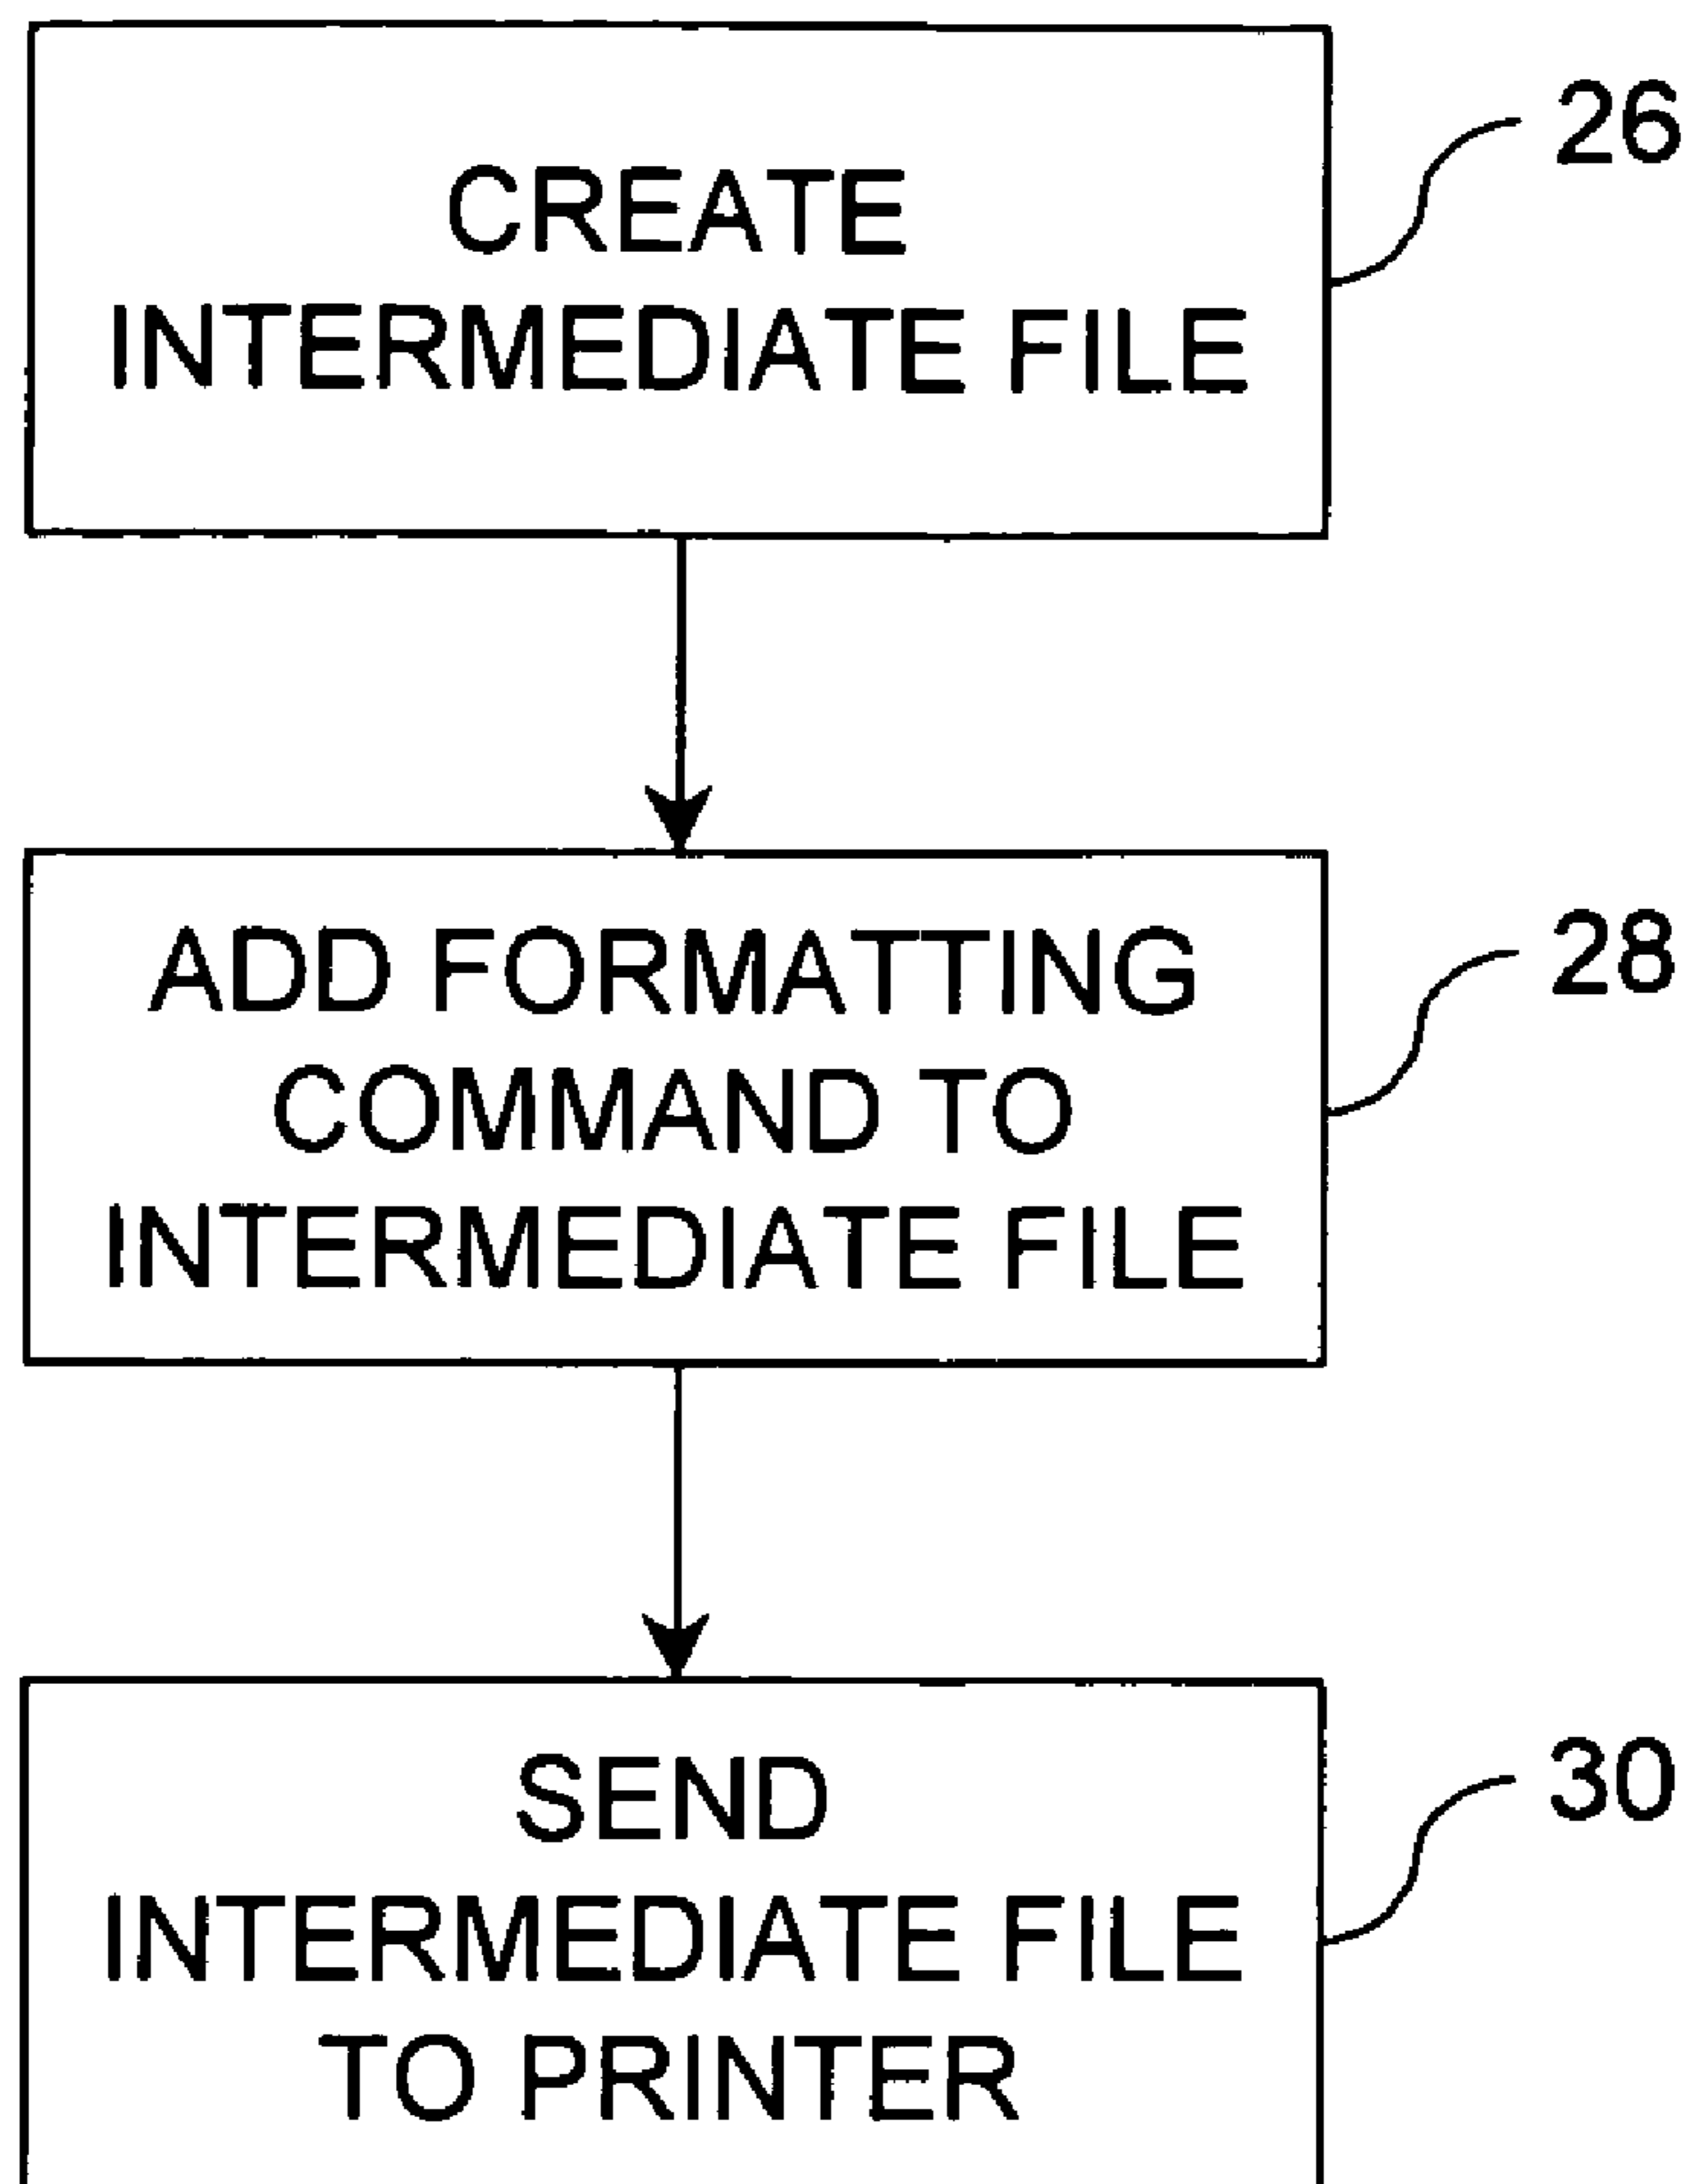 CREATE
INTERMEDIATE FILE
26
ADD FORMATTING
COMMAND TO
INTERMEDIATE FILE
28
SEND
INTERMEDIATE FILE
TO PRINTER
30